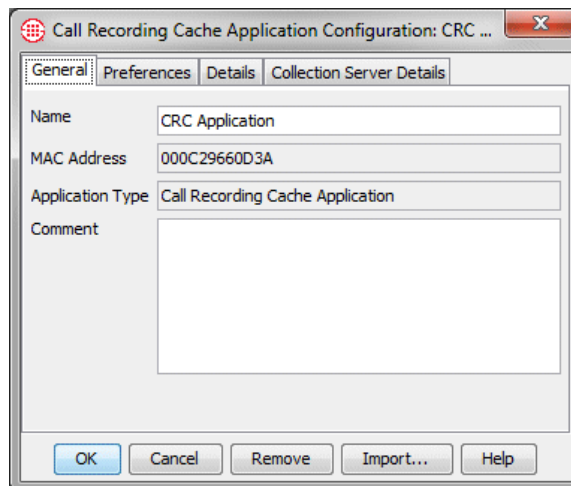 Call Recording Cache Application Configuration: CRC ...
General Preferences Details Collection Server Details
Name CRC Application
MAC Address 000C29660D3A
Application Type Call Recording Cache Application
Comment
OK Cancel Remove Import... Help